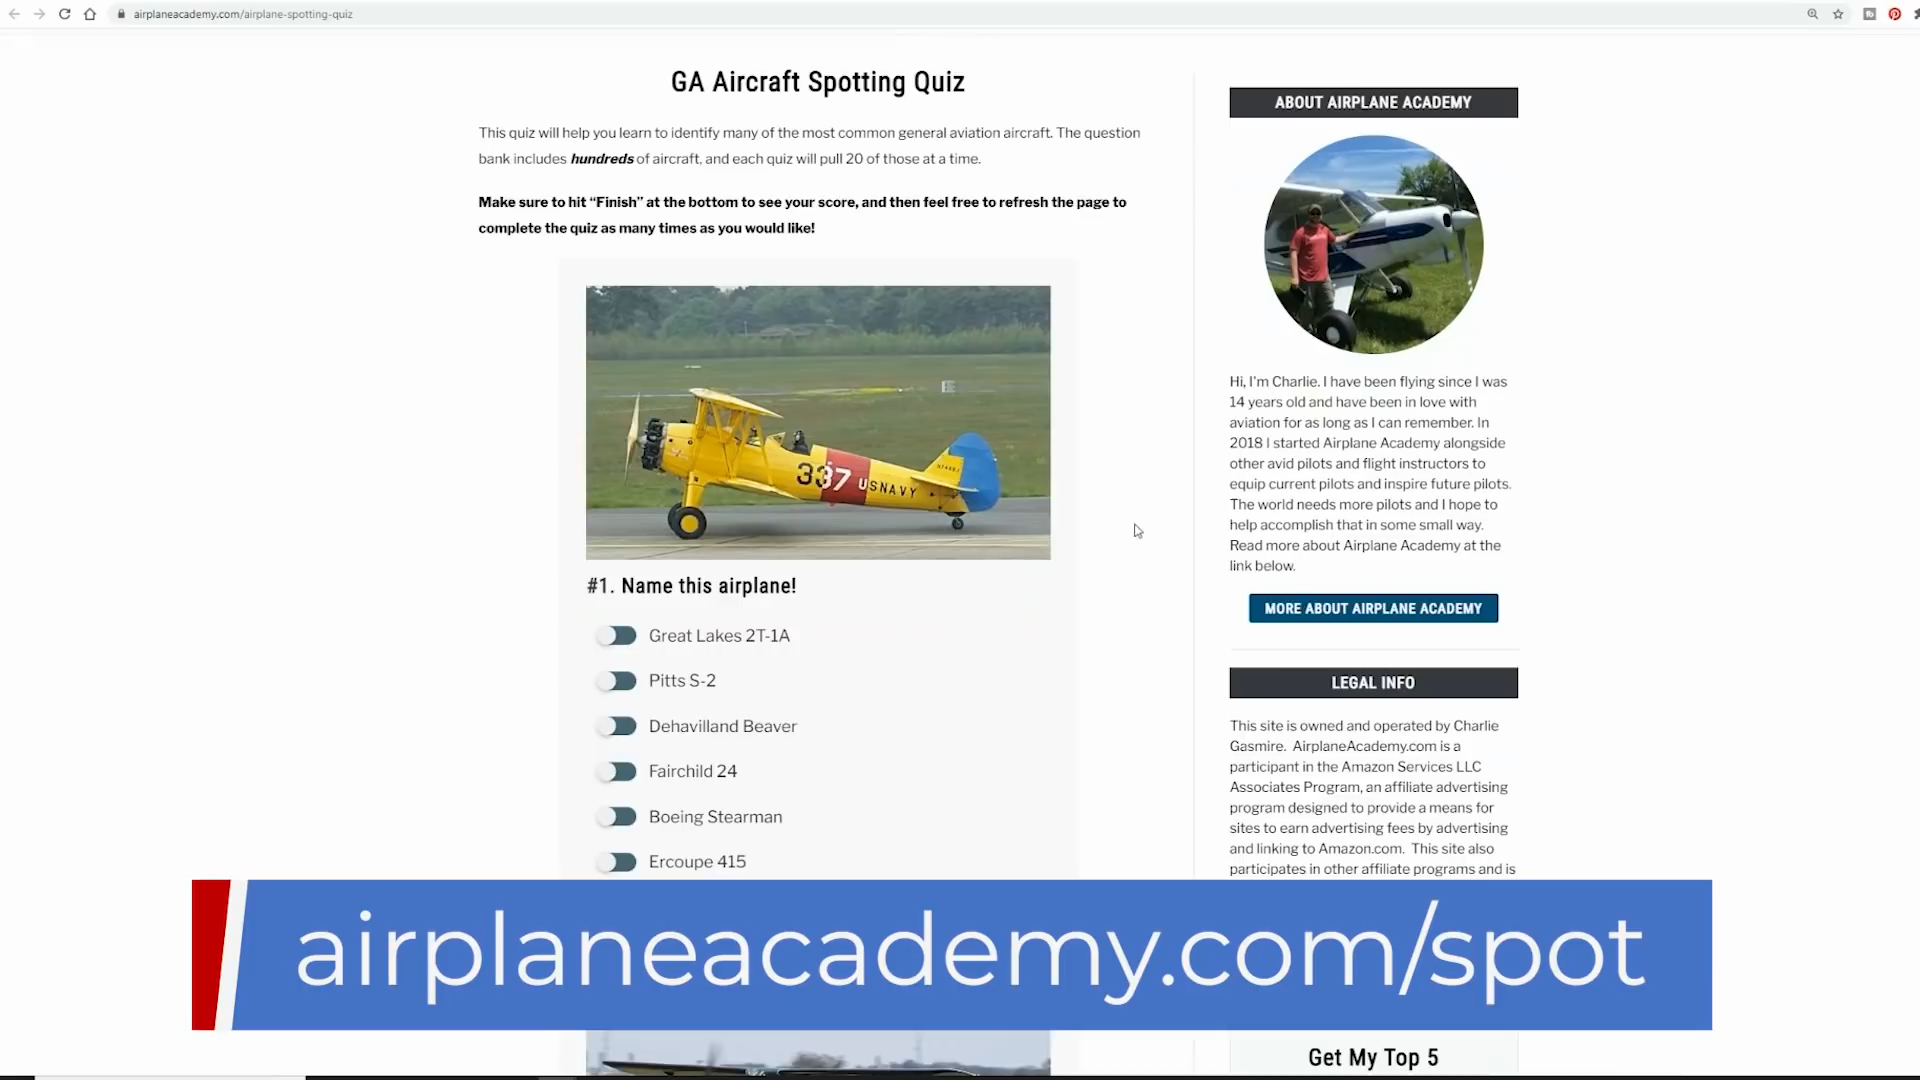 airplaneacademy.com/airplane-spotting-quiz
GA Aircraft Spotting Quiz
This quiz will help you learn to identify many of the most common general aviation aircraft. The question
bank includes hundreds of aircraft, and each quiz will pull 20 of those at a time.
Make sure to hit “Finish” at the bottom to see your score, and then feel free to refresh the page to
complete the quiz as many times as you would like!
337 US NAVY
#1. Name this airplane!
Great Lakes 2T-1A
Pitts S-2
Dehavilland Beaver
Fairchild 24
Boeing Stearman
Ercoupe 415
ABOUT AIRPLANE ACADEMY
Hi, I'm Charlie. I have been flying since I was
14 years old and have been in love with
aviation for as long as I can remember. In
2018 I started Airplane Academy alongside
other avid pilots and flight instructors to
equip current pilots and inspire future pilots.
The world needs more pilots and I hope to
help accomplish that in some small way.
Read more about Airplane Academy at the
link below.
MORE ABOUT AIRPLANE ACADEMY
LEGAL INFO
This site is owned and operated by Charlie
Gasmire. AirplaneAcademy.com is a
participant in the Amazon Services LLC
Associates Program, an affiliate advertising
program designed to provide a means for
sites to earn advertising fees by advertising
and linking to Amazon.com. This site also
participates in other affiliate programs and is
airplaneacademy.com/spot
Get My Top 5